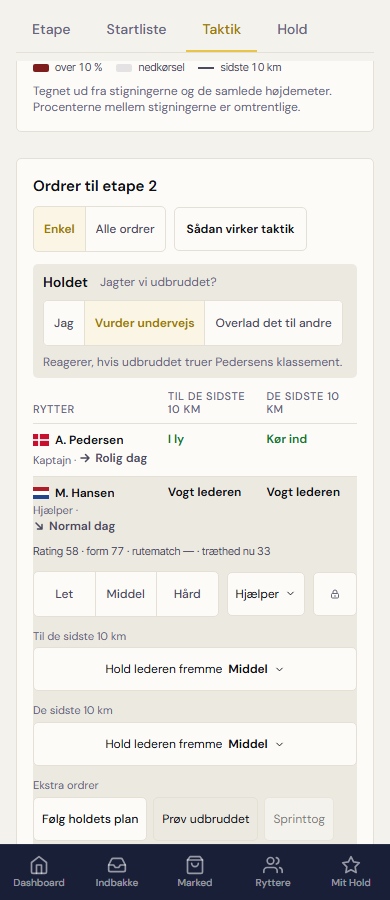 Etape Startliste Taktik Hold
over 10 % nedkørsel sidste 10 km
Tegnet ud fra stigningerne og de samlede højdemeter.
Procenterne mellem stigningerne er omtrentlige.
Ordrer til etape 2
Enkel Alle ordrer Sådan virker taktik
Holdet Jagter vi udbruddet?
Jag Vurder undervejs Overlad det til andre
Reagerer, hvis udbruddet truer Pedersens klassement.
RYTTER TIL DE SIDSTE 10 KM DE SIDSTE 10 KM
A. Pedersen I ly Kør ind
Kaptajn · → Rolig dag
M. Hansen Vogt lederen Vogt lederen
Hjælper ·
↘ Normal dag
Rating 58 · form 77 · rutematch — · træthed nu 33
Let Middel Hård Hjælper
Til de sidste 10 km
Hold lederen fremme Middel
De sidste 10 km
Hold lederen fremme Middel
Ekstra ordrer
Følg holdets plan Prøv udbruddet Sprinttog
Dashboard Indbakke Marked Ryttere Mit Hold